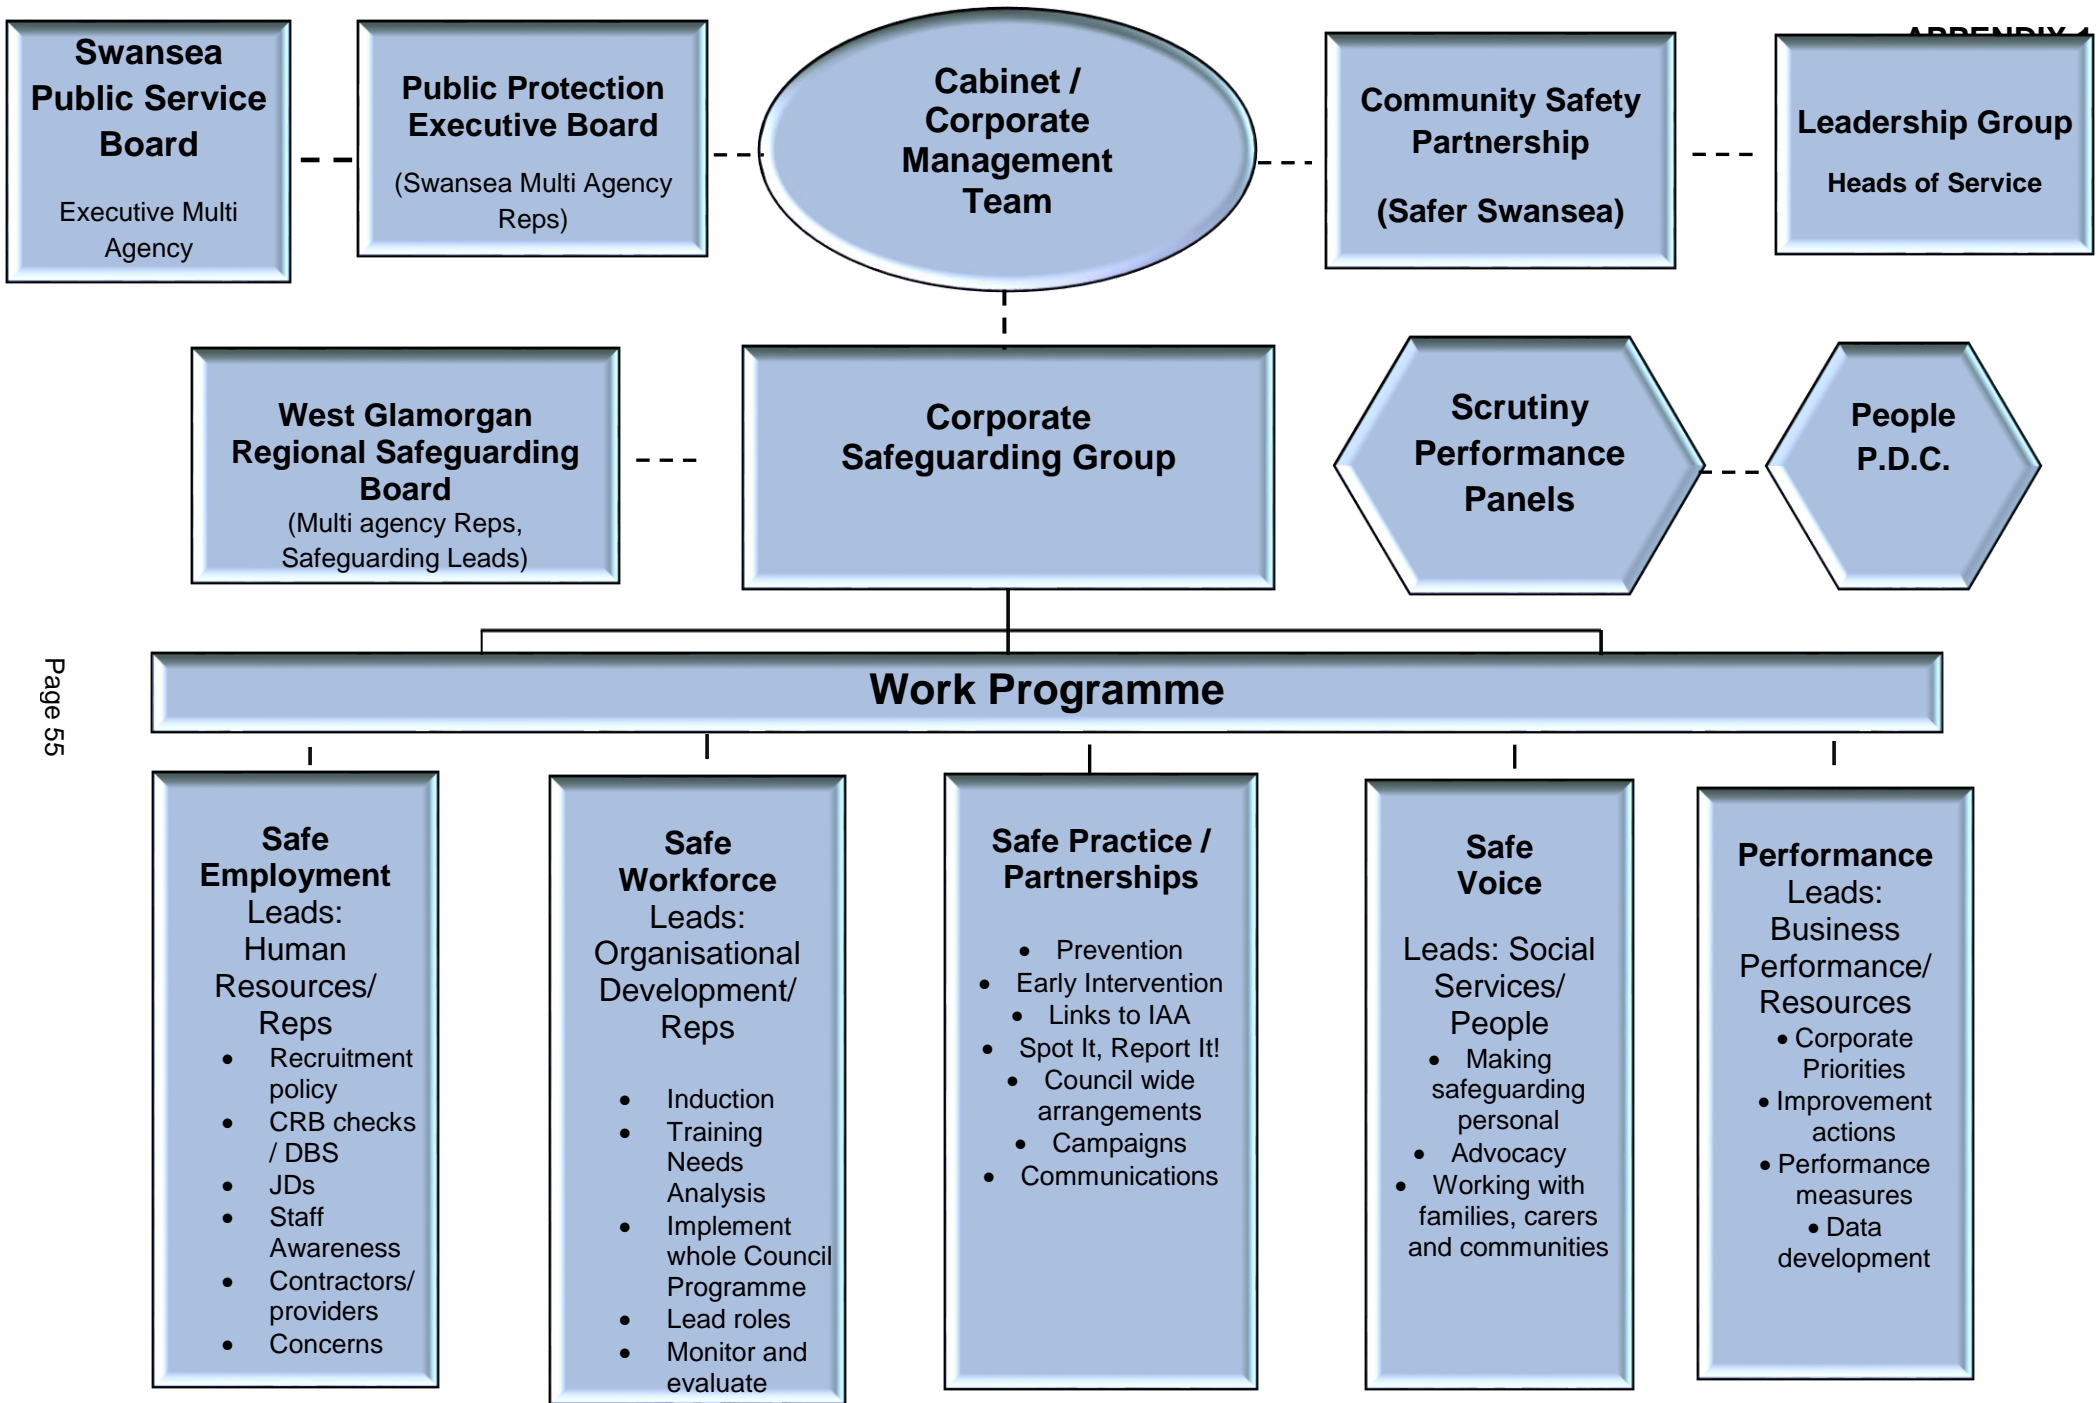 APPENDIX 1
Swansea
Public Service
Board
Executive Multi
Agency
Public Protection
Executive Board
(Swansea Multi Agency
Reps)
Cabinet /
Corporate
Management
Team
Community Safety
Partnership
(Safer Swansea)
Leadership Group
Heads of Service
West Glamorgan
Regional Safeguarding
Board
(Multi agency Reps,
Safeguarding Leads)
Corporate
Safeguarding Group
Scrutiny
Performance
Panels
People
P.D.C.
Page 55
Work Programme
Safe
Employment
Leads:
Human
Resources/
Reps
• Recruitment
policy
• CRB checks
/ DBS
• JDs
• Staff
Awareness
• Contractors/
providers
• Concerns
Safe
Workforce
Leads:
Organisational
Development/
Reps
• Induction
• Training
Needs
Analysis
• Implement
whole Council
Programme
• Lead roles
• Monitor and
evaluate
Safe Practice /
Partnerships
• Prevention
• Early Intervention
• Links to IAA
• Spot It, Report It!
• Council wide
arrangements
• Campaigns
• Communications
Safe
Voice
Leads: Social
Services/
People
• Making
safeguarding
personal
• Advocacy
• Working with
families, carers
and communities
Performance
Leads:
Business
Performance/
Resources
• Corporate
Priorities
• Improvement
actions
• Performance
measures
• Data
development